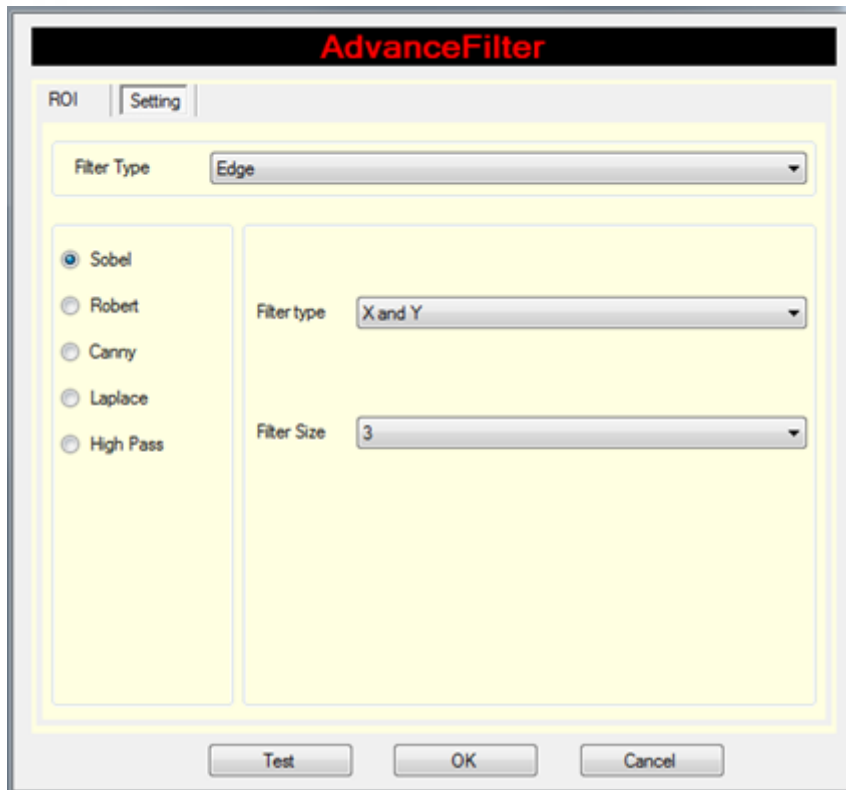 AdvanceFilter
ROI Setting
Filter Type Edge
Sobel
Robert
Canny
Laplace
High Pass
Filter type X and Y
Filter Size 3
Test OK Cancel